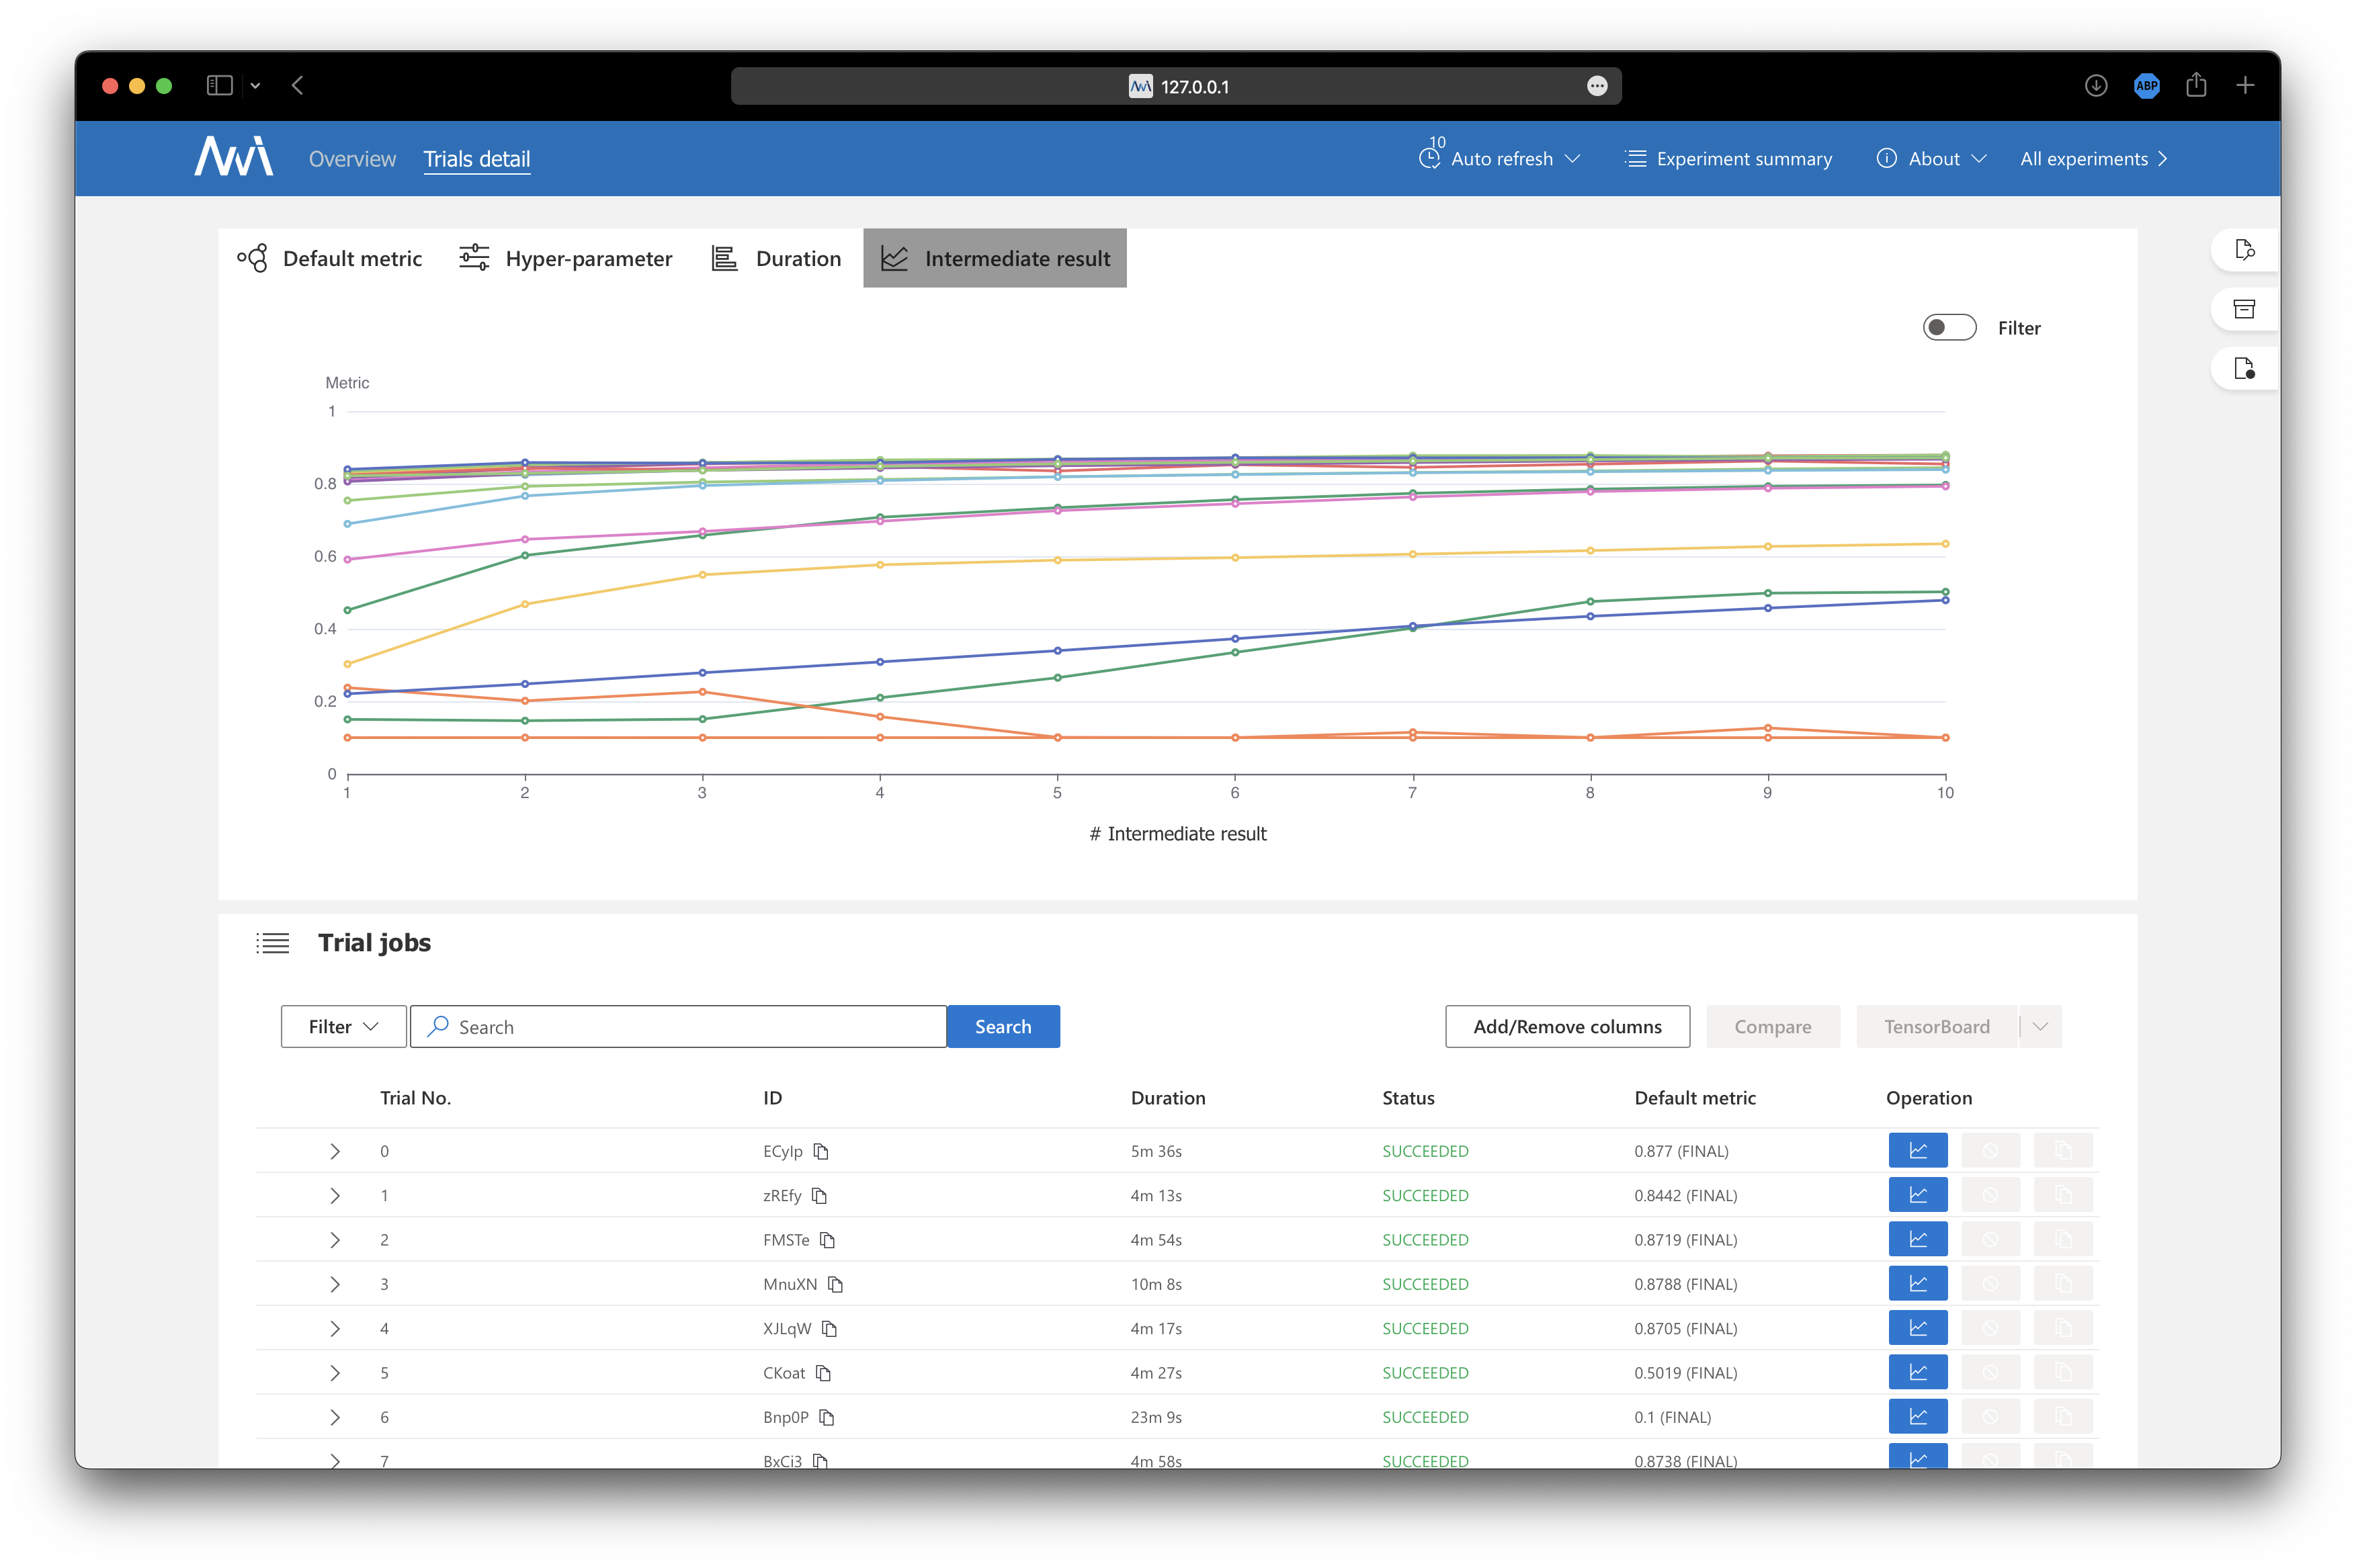 127.0.0.1
ABP
Overview Trials detail 10 Auto refresh Experiment summary About All experiments
Default metric Hyper-parameter Duration Intermediate result
Filter
Metric
1
0.8
0.6
0.4
0.2
0
1 2 3 4 5 6 7 8 9 10
# Intermediate result
Trial jobs
Filter Search Search Add/Remove columns Compare TensorBoard
Trial No. ID Duration Status Default metric Operation
0 ECyIp 5m 36s SUCCEEDED 0.877 (FINAL)
1 zREfy 4m 13s SUCCEEDED 0.8442 (FINAL)
2 FMSTe 4m 54s SUCCEEDED 0.8719 (FINAL)
3 MnuXN 10m 8s SUCCEEDED 0.8788 (FINAL)
4 XJLqW 4m 17s SUCCEEDED 0.8705 (FINAL)
5 CKoat 4m 27s SUCCEEDED 0.5019 (FINAL)
6 Bnp0P 23m 9s SUCCEEDED 0.1 (FINAL)
7 BxCi3 4m 58s SUCCEEDED 0.8738 (FINAL)